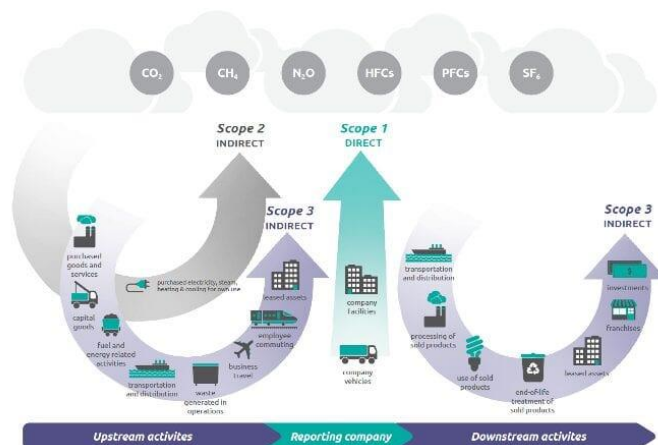 CO₂
CH₄
N₂O
HFCs
PFCs
SF₆
Scope 2
INDIRECT
Scope 1
DIRECT
Scope 3
INDIRECT
Scope 3
INDIRECT
purchased
goods and
services
capital
goods
fuel and
energy related
activities
transportation
and distribution
waste
generated in
operations
business
travel
employee
commuting
leased assets
purchased electricity, steam,
heating & cooling for own use
company
facilities
company
vehicles
transportation
and distribution
processing of
sold products
use of sold
products
end-of-life
treatment of
sold products
leased assets
franchises
investments
Upstream activites
Reporting company
Downstream activites